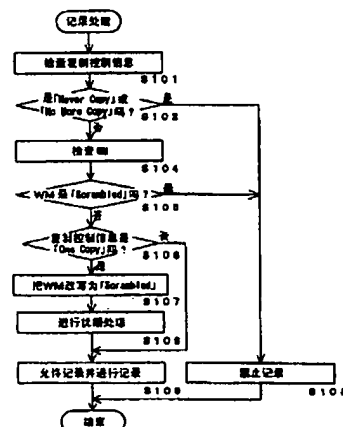 记录处理
检查复制控制信息
S101
是「Never Copy」或
「No More Copy」吗？
是
S102
否
检查WM
S104
WM是「Scrambled」吗？
是
S105
否
复制控制信息是
「One Copy」吗？
否
S106
是
把WM改写为「Scrambled」
S107
进行扰频处理
S108
允许记录并进行记录
S109
禁止记录
结束